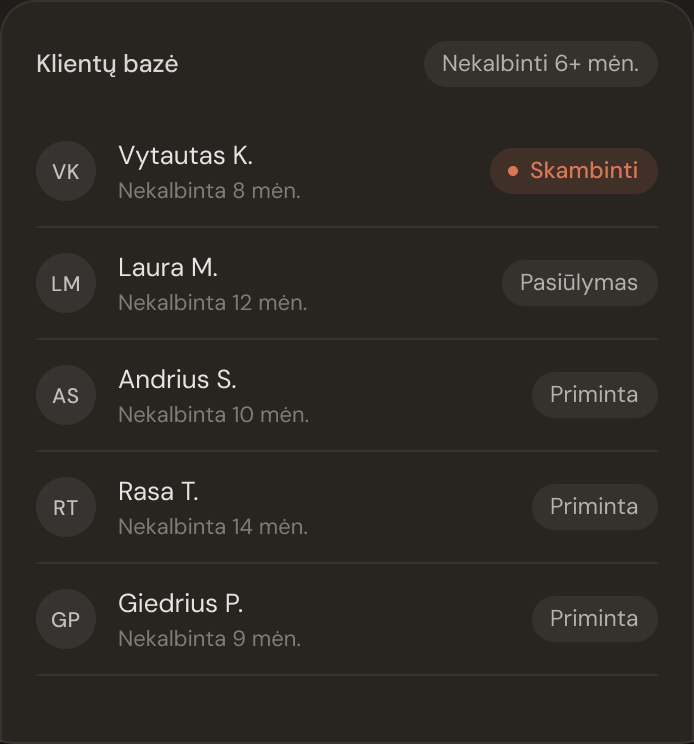 Klientų bazė
Nekalbinti 6+ mėn.
VK
Vytautas K.
Nekalbinta 8 mėn.
Skambinti
LM
Laura M.
Nekalbinta 12 mėn.
Pasiūlymas
AS
Andrius S.
Nekalbinta 10 mėn.
Priminta
RT
Rasa T.
Nekalbinta 14 mėn.
Priminta
GP
Giedrius P.
Nekalbinta 9 mėn.
Priminta